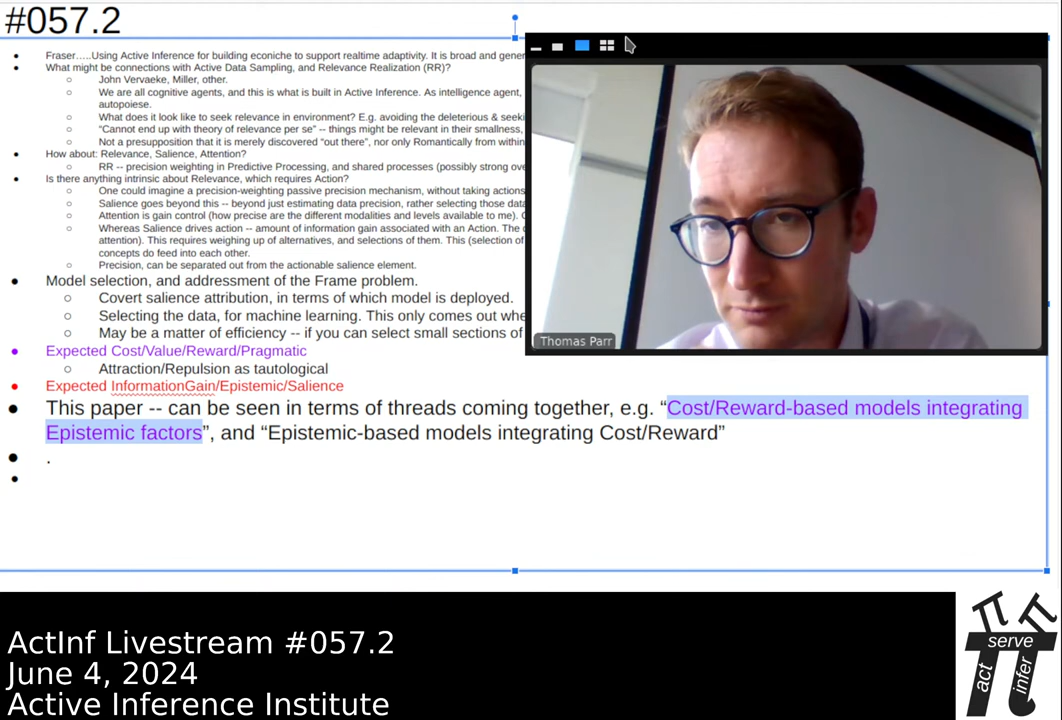 #057.2
Fraser…..Using Active Inference for building econiche to support realtime adaptivity. It is broad and gener
What might be connections with Active Data Sampling, and Relevance Realization (RR)?
John Vervaeke, Miller, other.
We are all cognitive agents, and this is what is built in Active Inference. As intelligence agent,
autopoiese.
What does it look like to seek relevance in environment? E.g. avoiding the deleterious & seeki
“Cannot end up with theory of relevance per se” -- things might be relevant in their smallness,
Not a presupposition that it is merely discovered “out there”, nor only Romantically from within
How about: Relevance, Salience, Attention?
RR -- precision weighting in Predictive Processing, and shared processes (possibly strong ove
Is there anything intrinsic about Relevance, which requires Action?
One could imagine a precision-weighting passive precision mechanism, without taking actions
Salience goes beyond this -- beyond just estimating data precision, rather selecting those data
Attention is gain control (how precise are the different modalities and levels available to me). C
Whereas Salience drives action -- amount of information gain associated with an Action. The c
attention). This requires weighing up of alternatives, and selections of them. This (selection of
concepts do feed into each other.
Precision, can be separated out from the actionable salience element.
Model selection, and addressment of the Frame problem.
Covert salience attribution, in terms of which model is deployed.
Selecting the data, for machine learning. This only comes out whe
May be a matter of efficiency -- if you can select small sections of
Expected Cost/Value/Reward/Pragmatic
Attraction/Repulsion as tautological
Expected InformationGain/Epistemic/Salience
This paper -- can be seen in terms of threads coming together, e.g. “Cost/Reward-based models integrating
Epistemic factors”, and “Epistemic-based models integrating Cost/Reward”
.
Thomas Parr
ActInf Livestream #057.2
June 4, 2024
Active Inference Institute
serve
act
infer